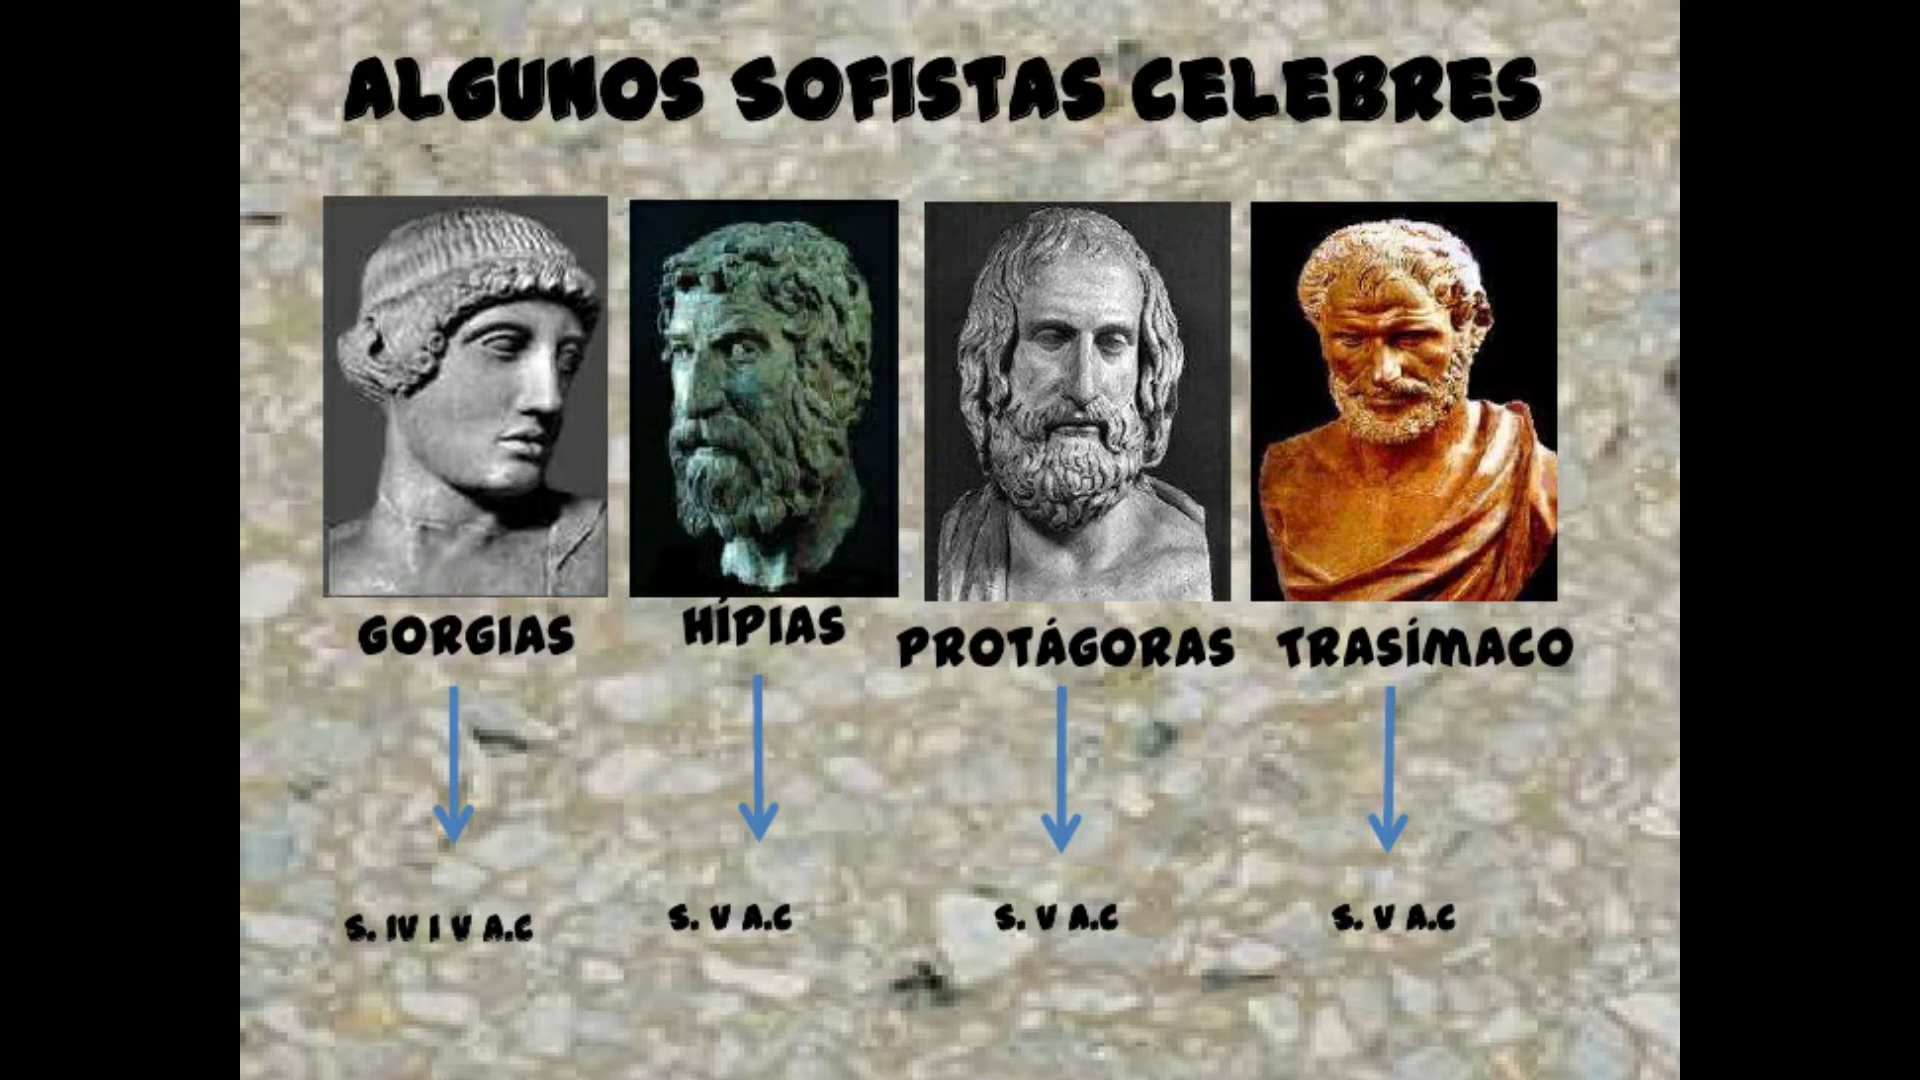 ALGUNOS SOFISTAS CELEBRES
GORGIAS
HÍPIAS
PROTÁGORAS
TRASÍMACO
S. IV I V A.C
S. V A.C
S. V A.C
S. V A.C